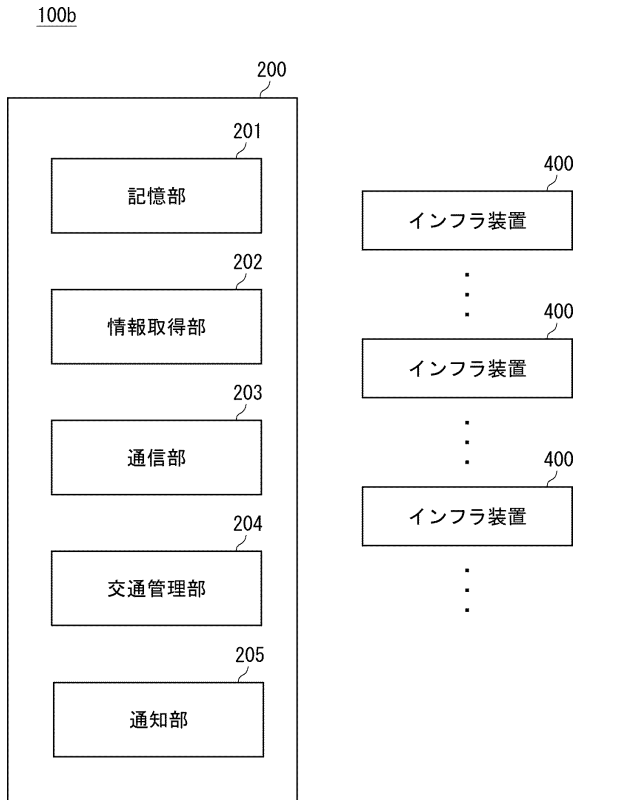 100b
200
201
記憶部
202
情報取得部
203
通信部
204
交通管理部
205
通知部
400
インフラ装置
400
インフラ装置
400
インフラ装置